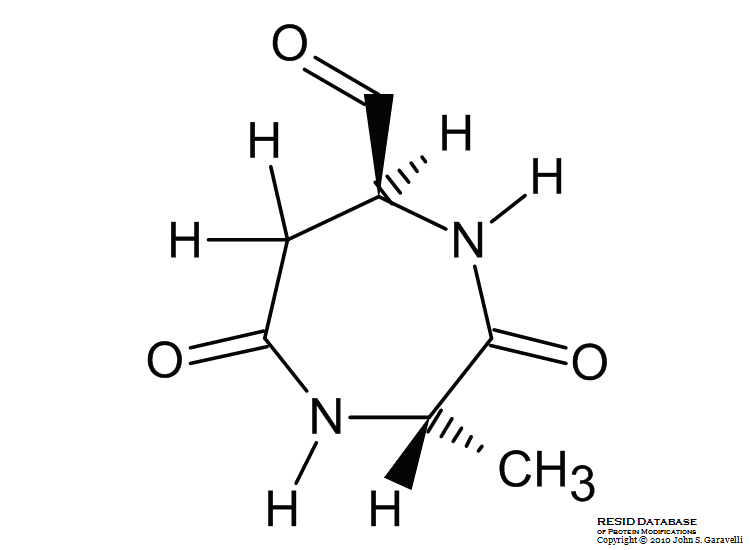 O
H
H
H
H
N
O
O
N
CH3
H
H
RESID DATABASE
OF PROTEIN MODIFICATIONS
Copyright © 2010 John S. Garavelli